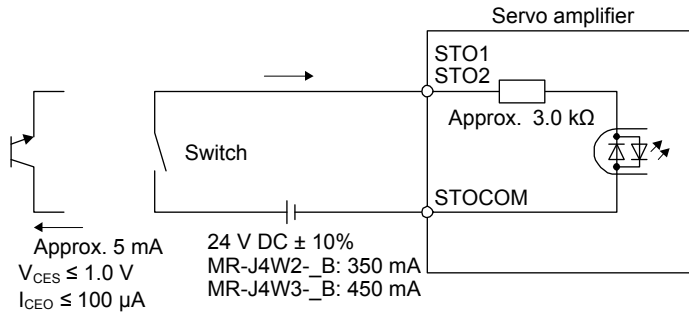 Servo amplifier
STO1
STO2
Approx. 3.0 kΩ
Switch
STOCOM
Approx. 5 mA
VCES ≤ 1.0 V
ICEO ≤ 100 µA
24 V DC ± 10%
MR-J4W2-_B: 350 mA
MR-J4W3-_B: 450 mA